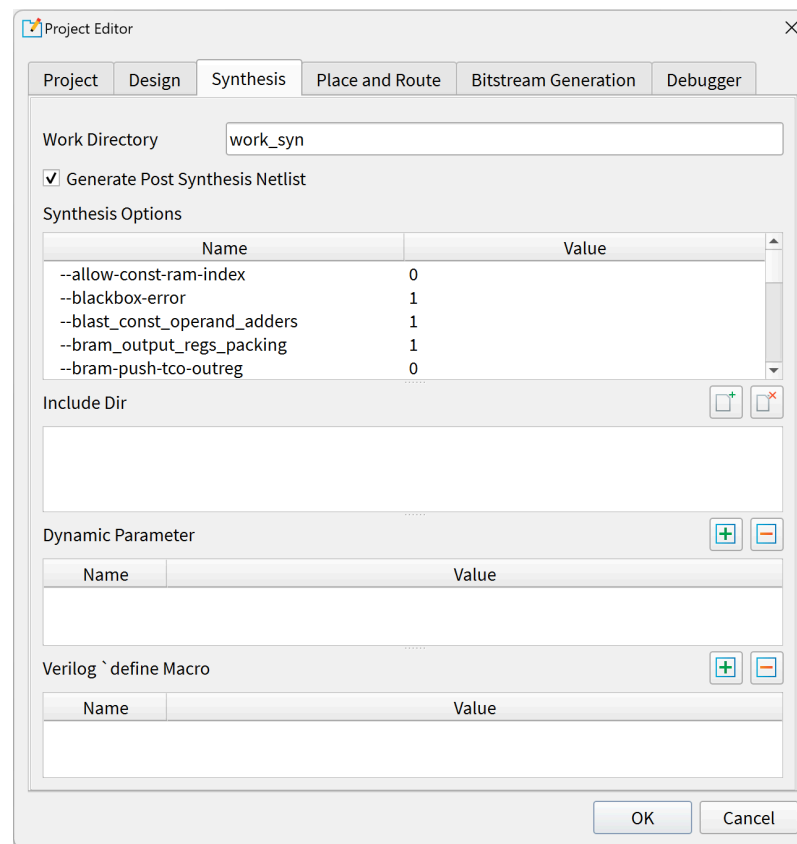 Project Editor
Project Design Synthesis Place and Route Bitstream Generation Debugger
Work Directory work_syn
Generate Post Synthesis Netlist
Synthesis Options
Name Value
--allow-const-ram-index 0
--blackbox-error 1
--blast_const_operand_adders 1
--bram_output_regs_packing 1
--bram-push-tco-outreg 0
Include Dir
Dynamic Parameter
Name Value
Verilog `define Macro
Name Value
OK Cancel